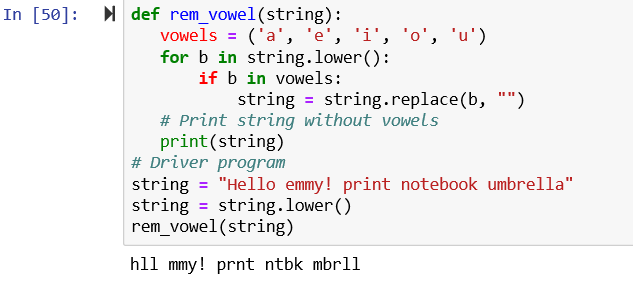 In [50]:
def rem_vowel(string):
   vowels = ('a', 'e', 'i', 'o', 'u')
   for b in string.lower():
       if b in vowels:
           string = string.replace(b, "")
   # Print string without vowels
   print(string)
# Driver program
string = "Hello emmy! print notebook umbrella"
string = string.lower()
rem_vowel(string)
hll mmy! prnt ntbk mbrll